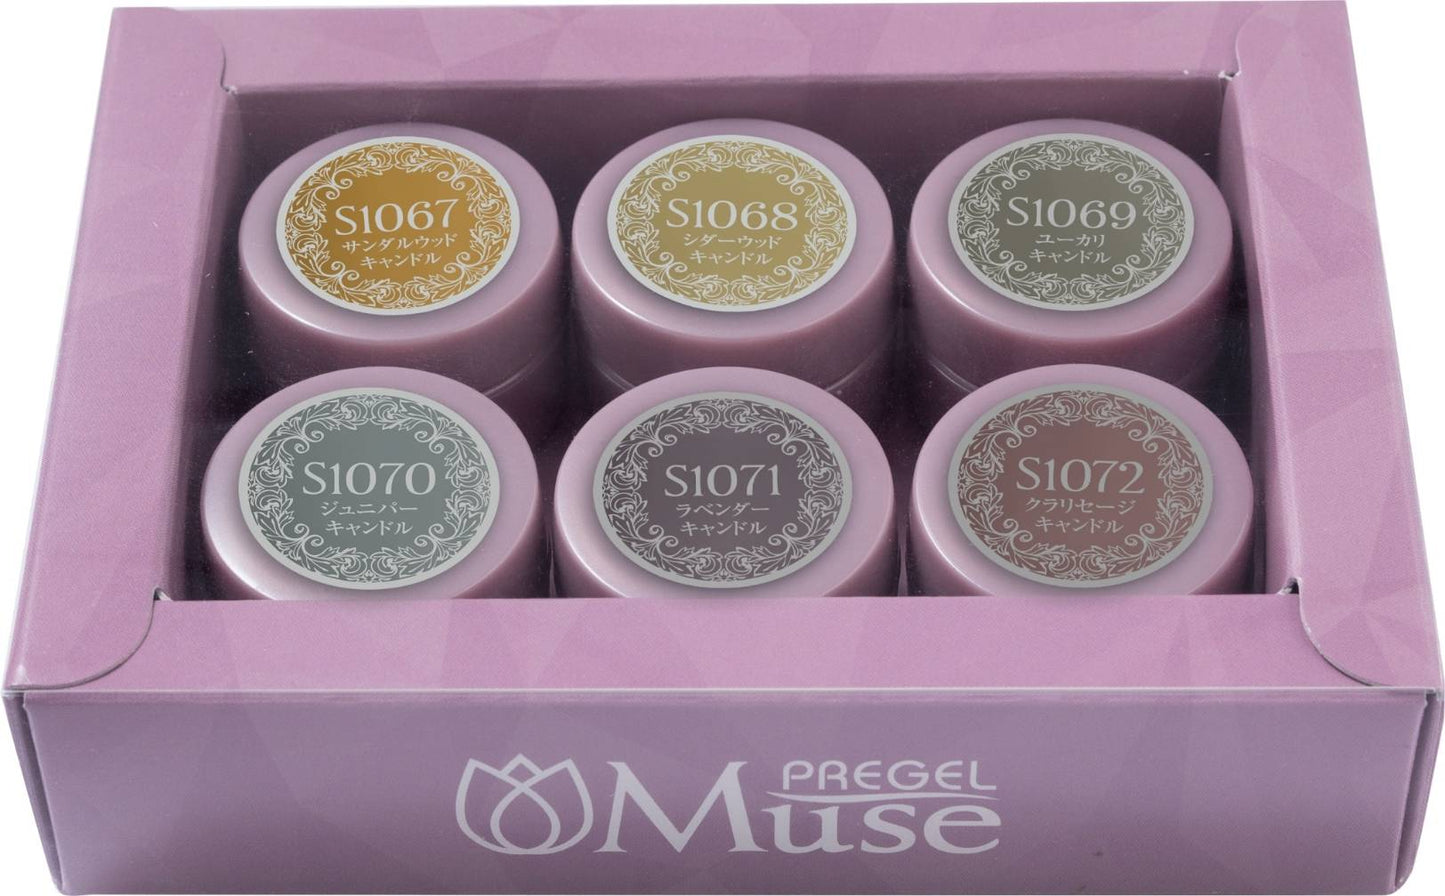 S1067
サンダルウッド
キャンドル
S1068
シダーウッド
キャンドル
S1069
ユーカリ
キャンドル
S1070
ジュニパー
キャンドル
S1071
ラベンダー
キャンドル
S1072
クラリセージ
キャンドル
PREGEL
Muse